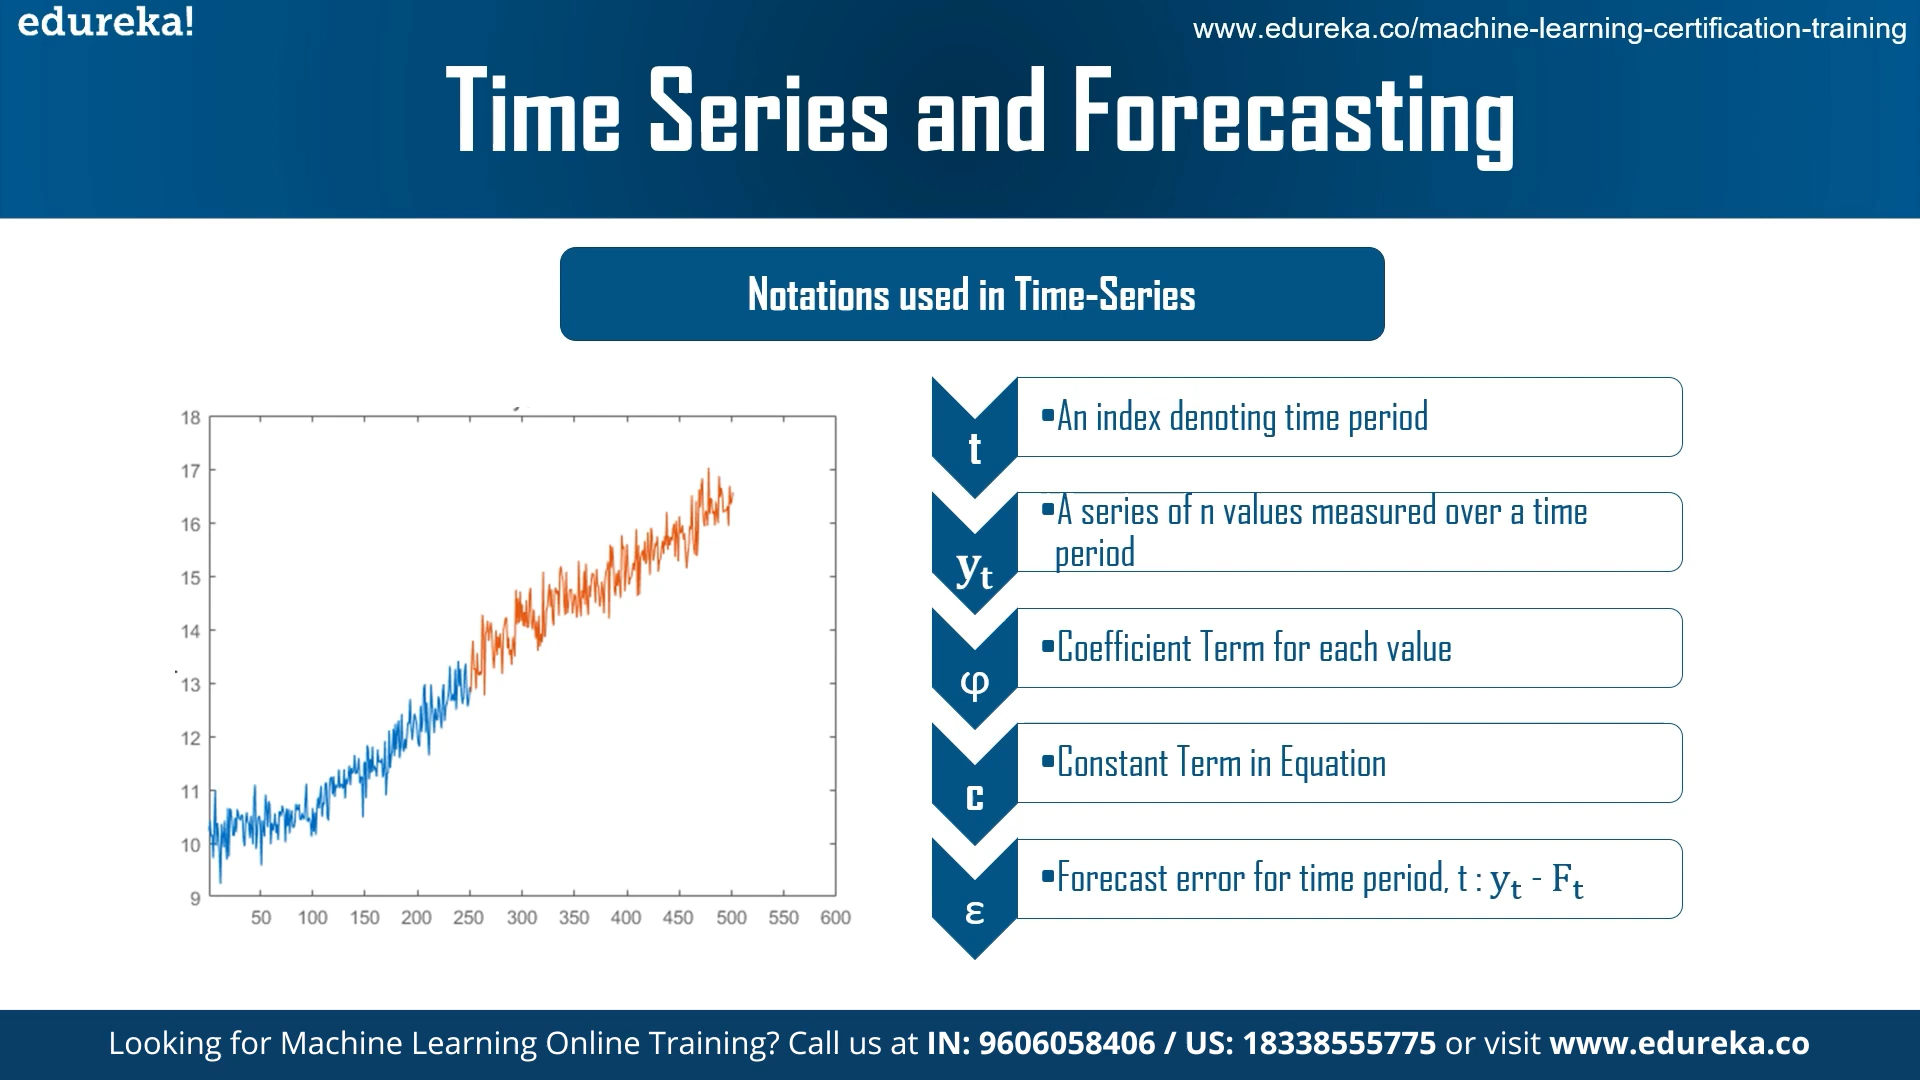 edureka!
www.edureka.co/machine-learning-certification-training
Time Series and Forecasting
Notations used in Time-Series
18
17
16
15
14
13
12
11
10
9
50 100 150 200 250 300 350 400 450 500 550 600
t
▪An index denoting time period
yt
▪A series of n values measured over a time
period
φ
▪Coefficient Term for each value
c
▪Constant Term in Equation
ε
▪Forecast error for time period, t : yt - Ft
Looking for Machine Learning Online Training? Call us at IN: 9606058406 / US: 18338555775 or visit www.edureka.co